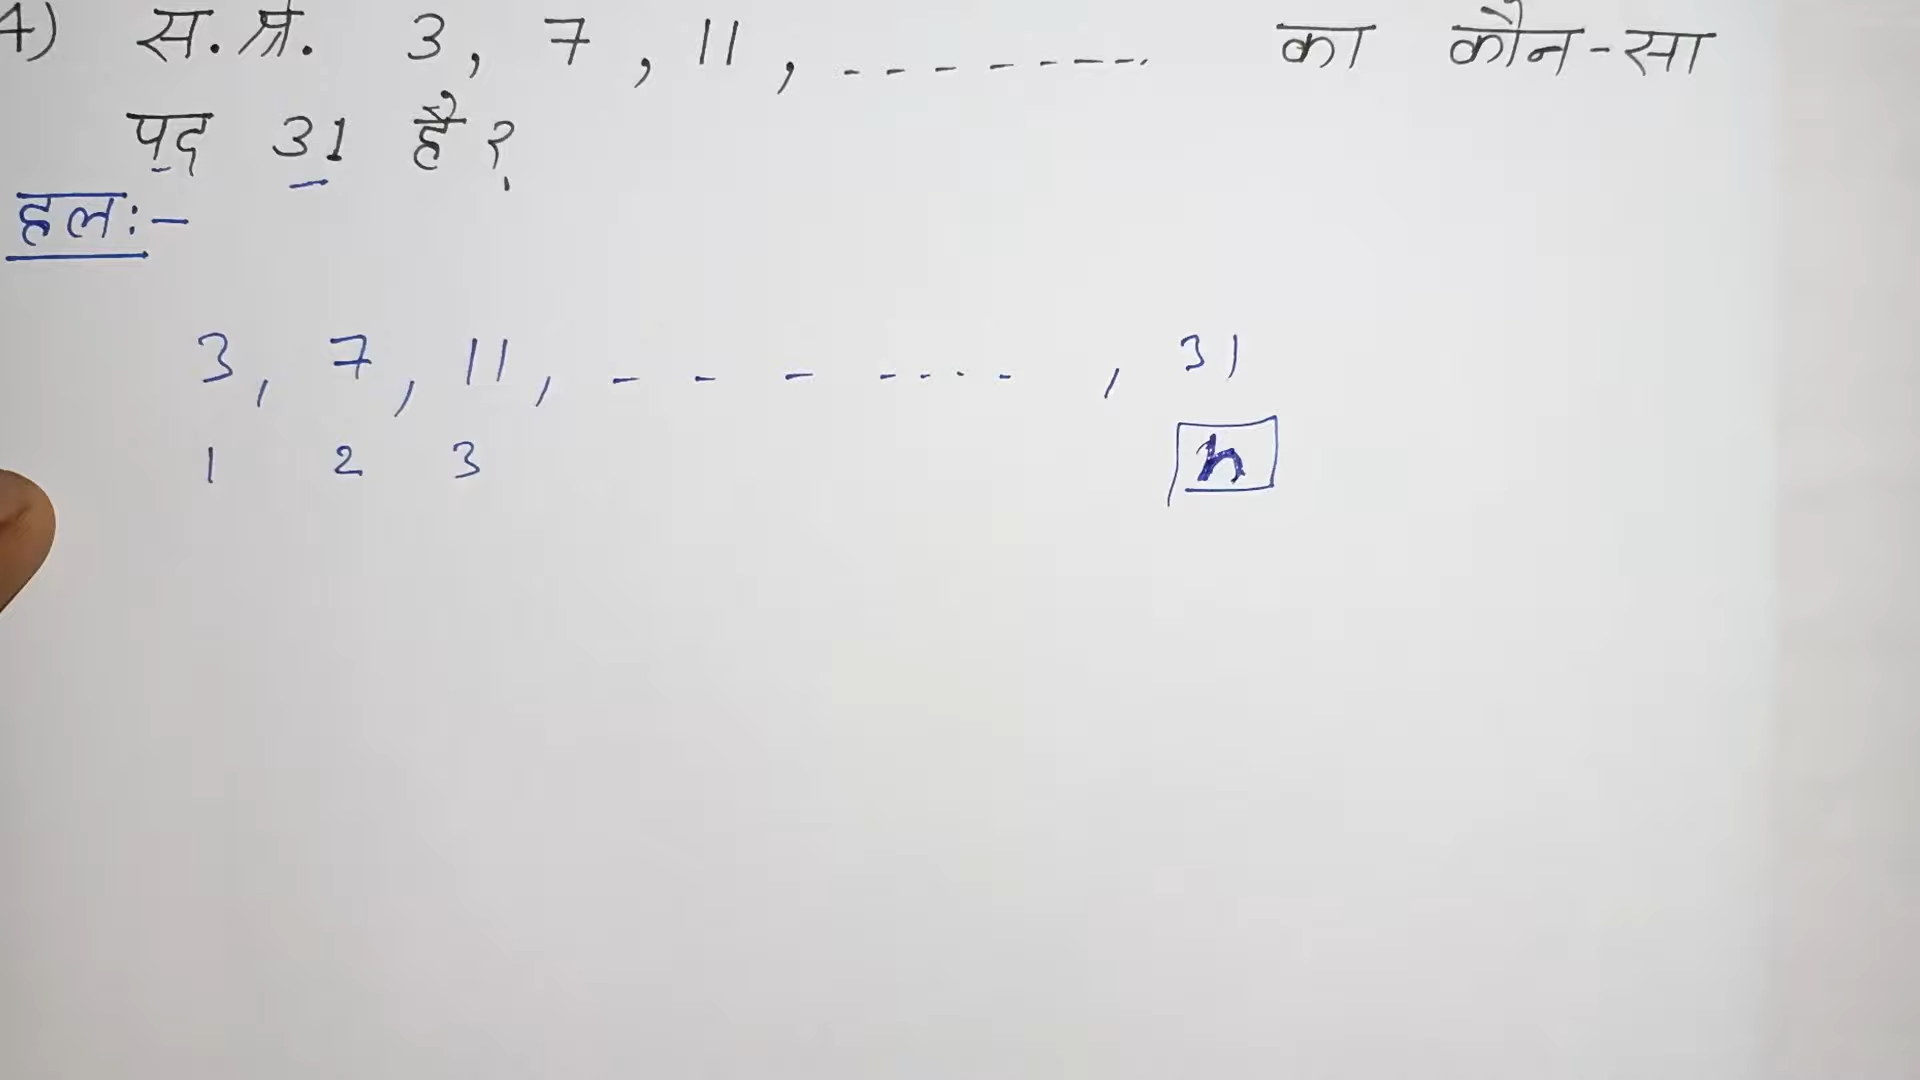 4) स. श्रे. 3, 7, 11, ........ का कौन-सा
पद 31 है?
हलः-
3, 7, 11, - - - - ...., 31
1 2 3 n